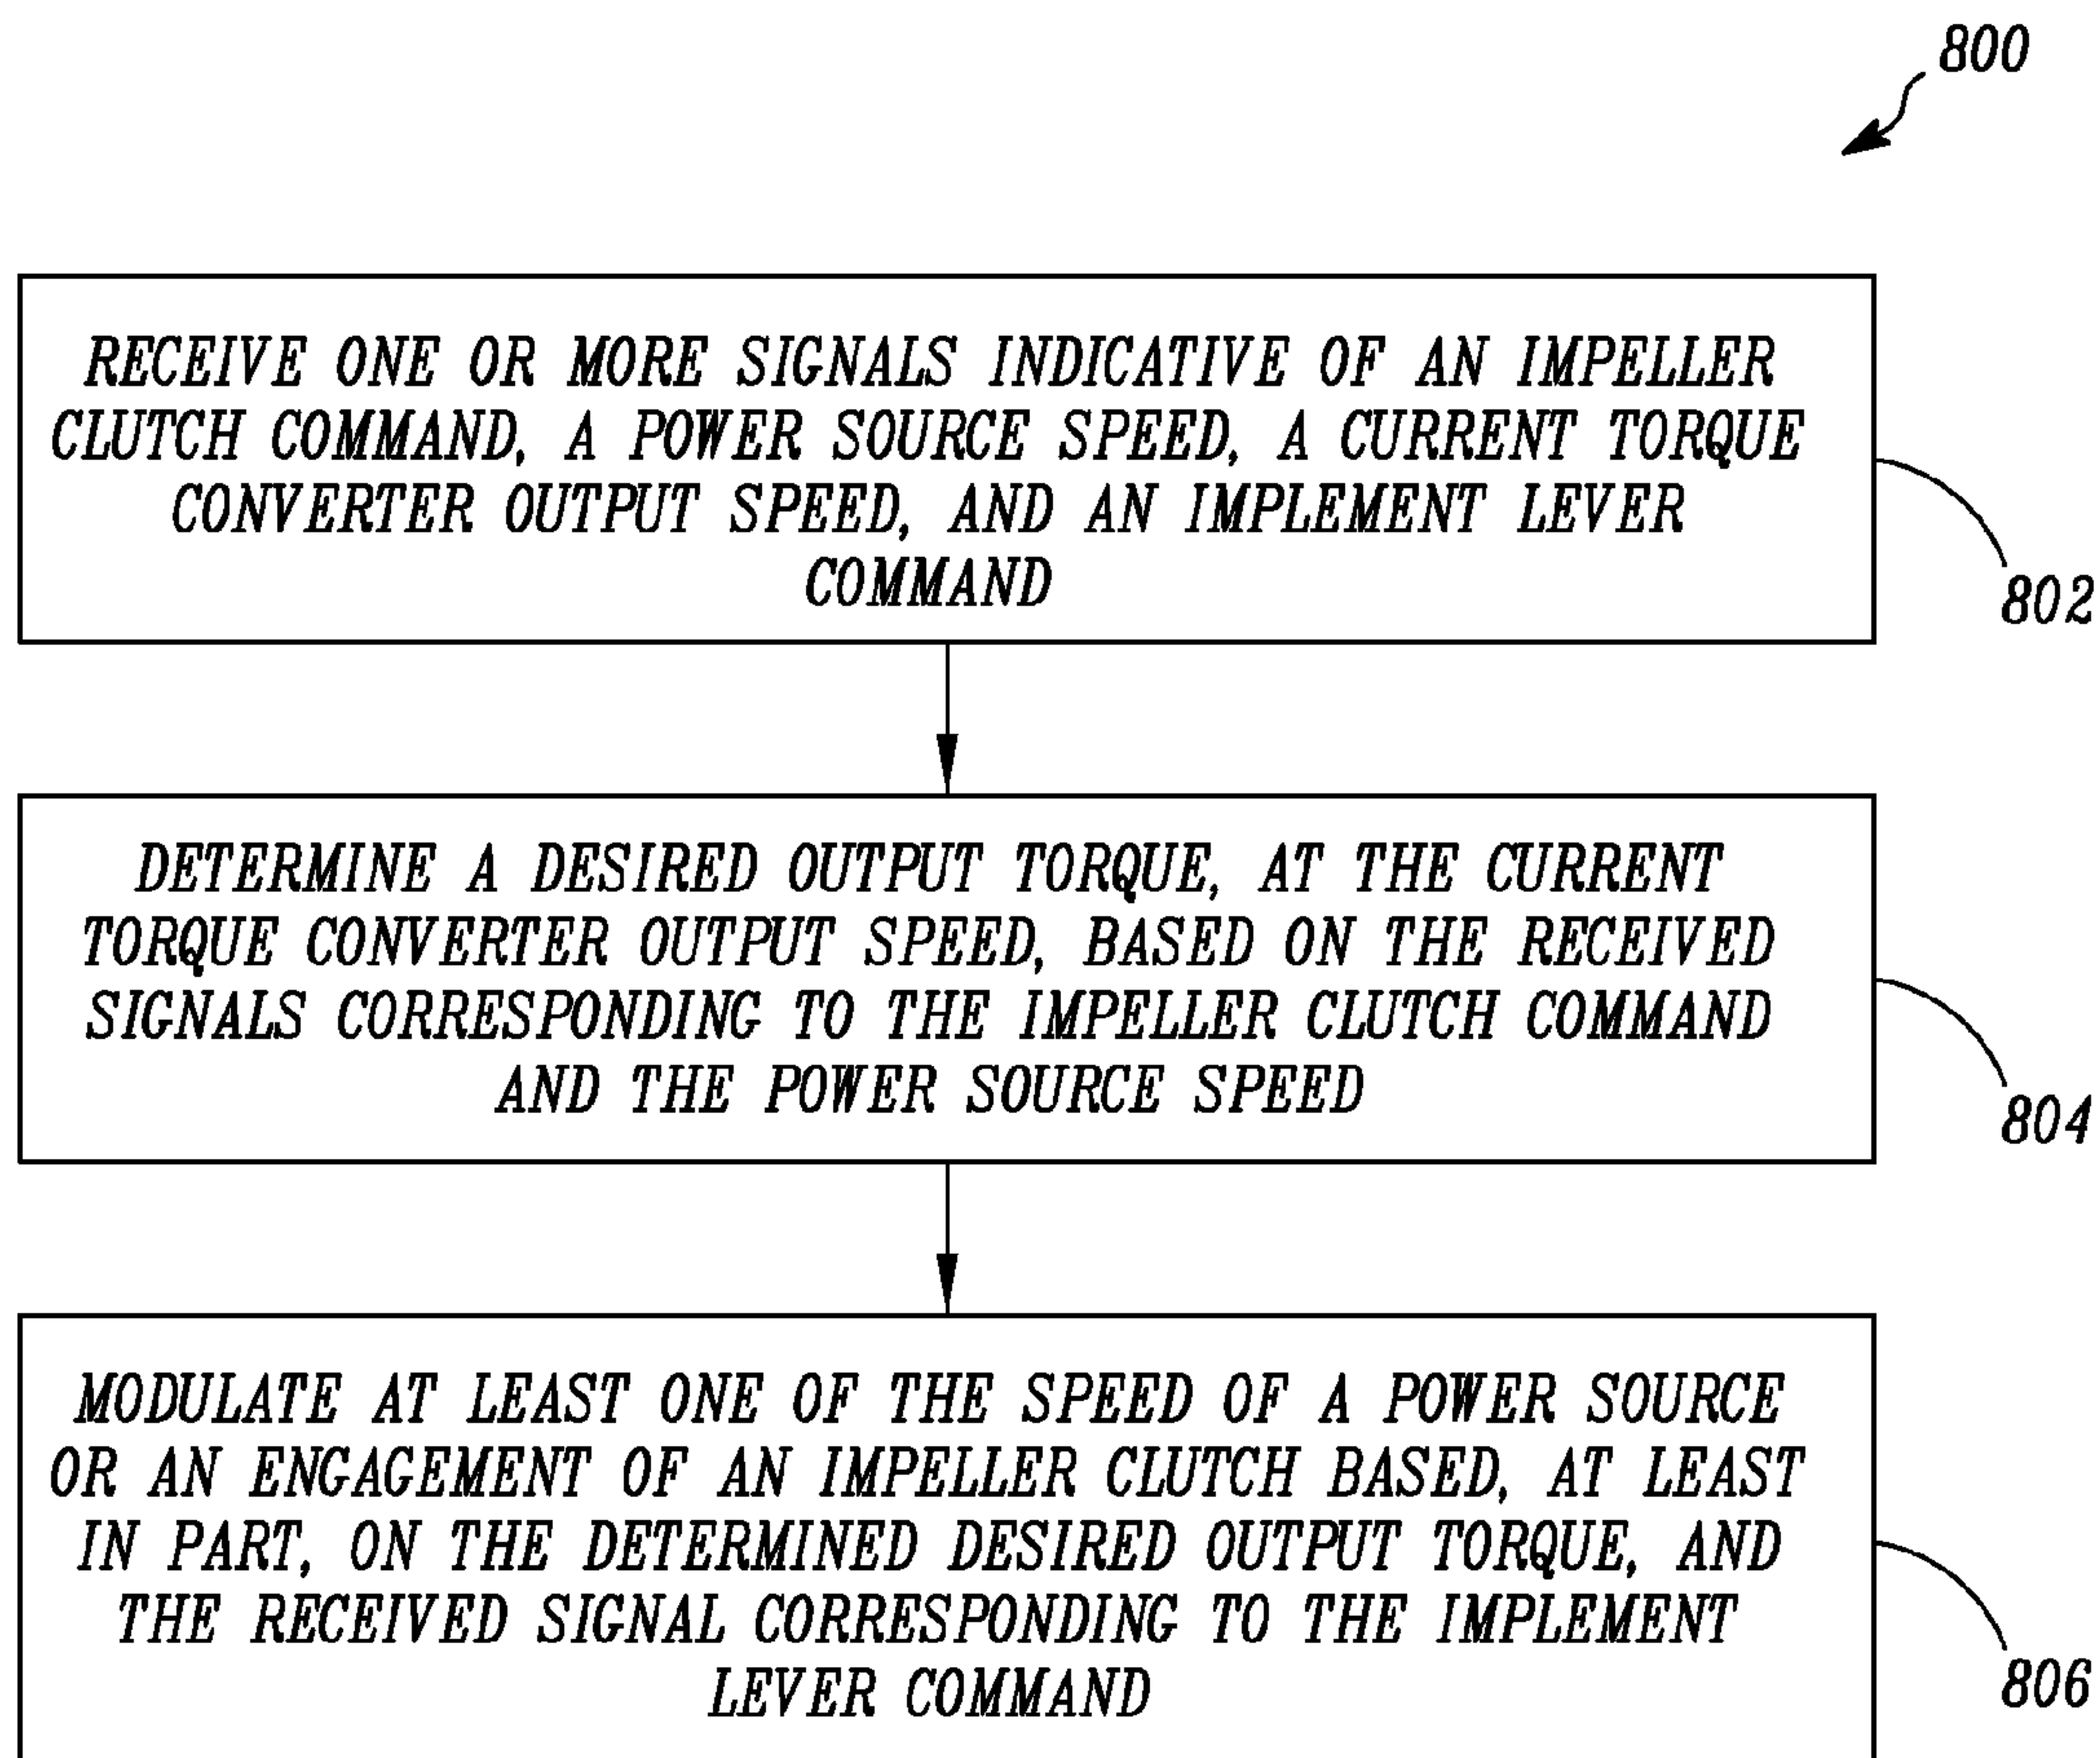 800
RECEIVE ONE OR MORE SIGNALS INDICATIVE OF AN IMPELLER
CLUTCH COMMAND, A POWER SOURCE SPEED, A CURRENT TORQUE
CONVERTER OUTPUT SPEED, AND AN IMPLEMENT LEVER
COMMAND
802
DETERMINE A DESIRED OUTPUT TORQUE, AT THE CURRENT
TORQUE CONVERTER OUTPUT SPEED, BASED ON THE RECEIVED
SIGNALS CORRESPONDING TO THE IMPELLER CLUTCH COMMAND
AND THE POWER SOURCE SPEED
804
MODULATE AT LEAST ONE OF THE SPEED OF A POWER SOURCE
OR AN ENGAGEMENT OF AN IMPELLER CLUTCH BASED, AT LEAST
IN PART, ON THE DETERMINED DESIRED OUTPUT TORQUE, AND
THE RECEIVED SIGNAL CORRESPONDING TO THE IMPLEMENT
LEVER COMMAND
806